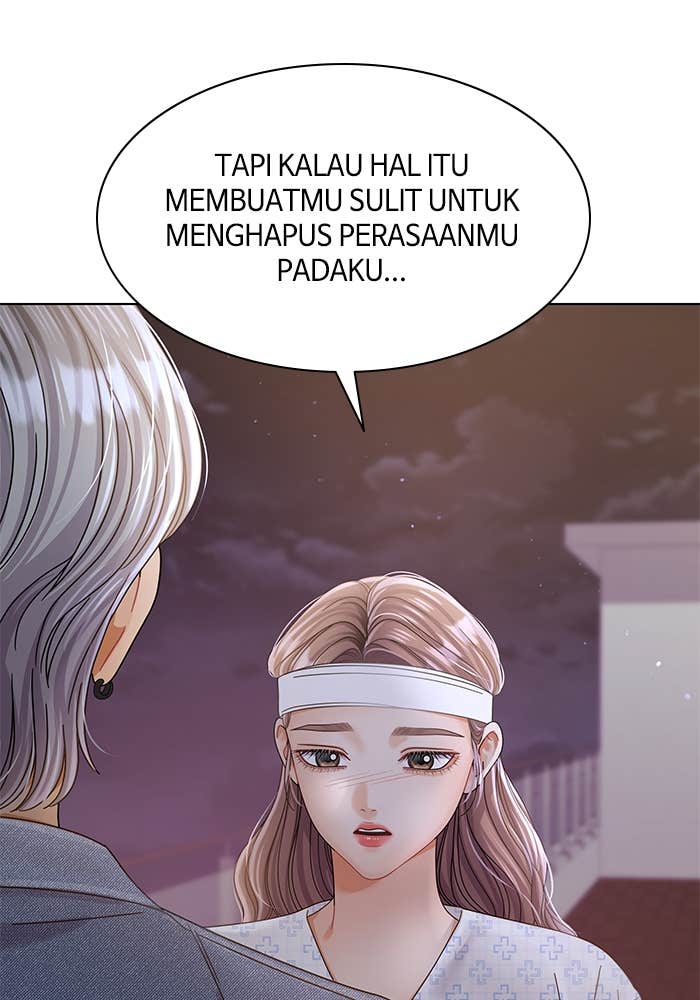 TAPI KALAU HAL ITU
MEMBUATMU SULIT UNTUK
MENGHAPUS PERASAANMU
PADAKU...